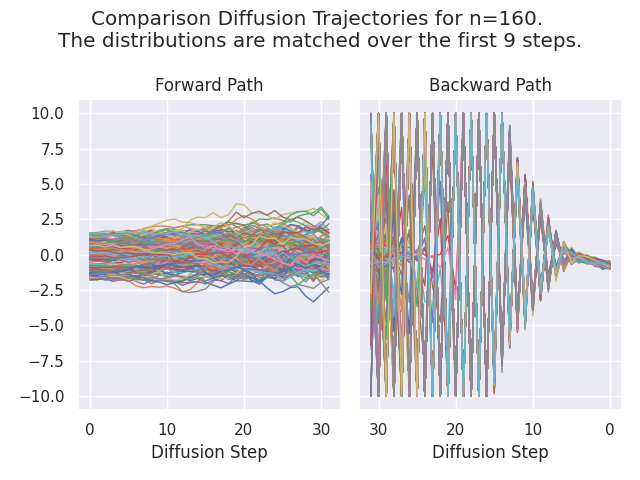 Comparison Diffusion Trajectories for n=160.
The distributions are matched over the first 9 steps.
Forward Path
Backward Path
10.0
7.5
5.0
2.5
0.0
−2.5
−5.0
−7.5
−10.0
0 10 20 30
30 20 10 0
Diffusion Step
Diffusion Step